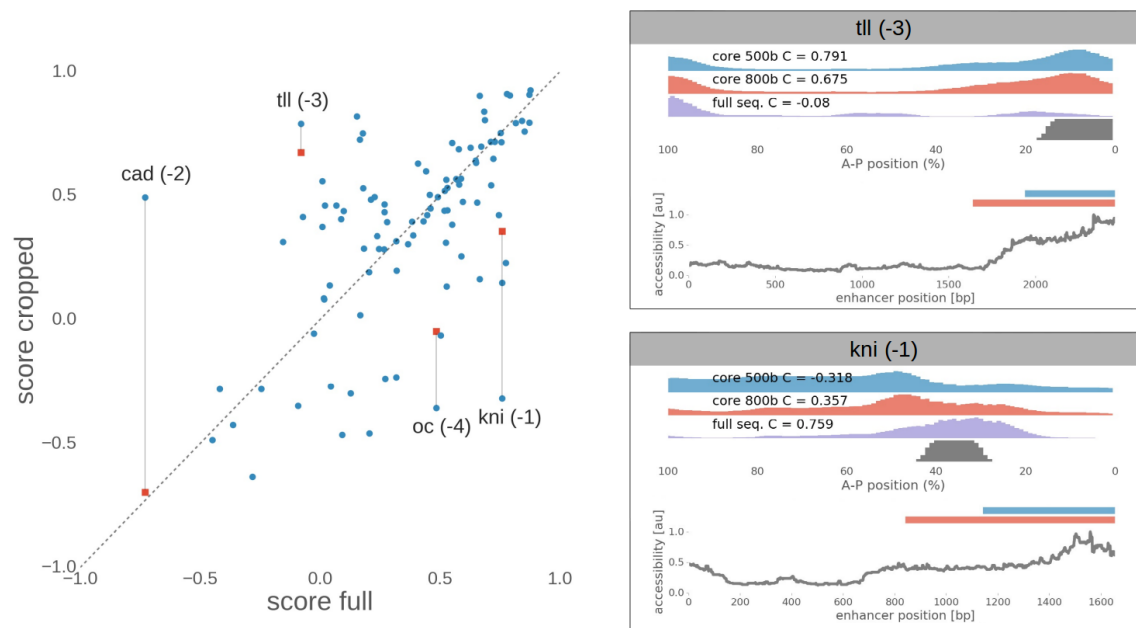 1.0
0.5
0.0
−0.5
−1.0
score cropped
−1.0 −0.5 0.0 0.5 1.0
score full
tll (-3)
cad (-2)
oc (-4)
kni (-1)
tll (-3)
core 500b C = 0.791
core 800b C = 0.675
full seq. C = -0.08
100 80 60 40 20 0
A-P position (%)
accessibility [au]
1.0
0.5
0.0
0 500 1000 1500 2000
enhancer position [bp]
kni (-1)
core 500b C = -0.318
core 800b C = 0.357
full seq. C = 0.759
100 80 60 40 20 0
A-P position (%)
accessibility [au]
1.0
0.5
0.0
0 200 400 600 800 1000 1200 1400 1600
enhancer position [bp]